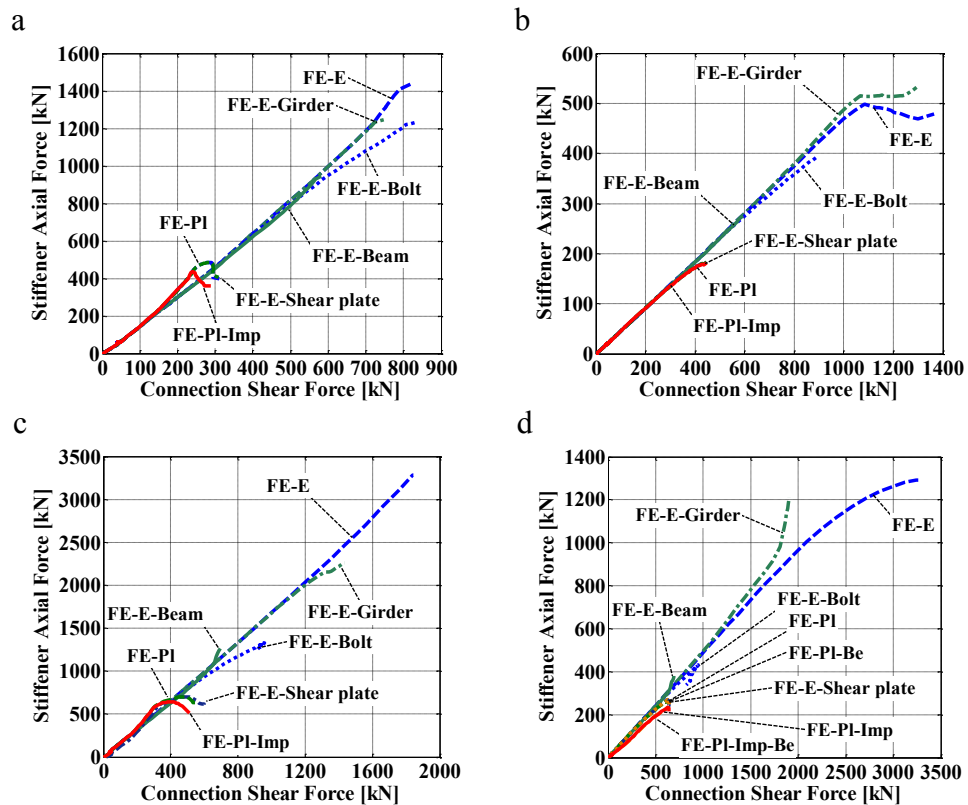 a
1600
1400
1200
1000
800
600
400
200
0
0 100 200 300 400 500 600 700 800 900
Stiffener Axial Force [kN]
Connection Shear Force [kN]
FE-E
FE-E-Girder
FE-E-Bolt
FE-Pl
FE-E-Beam
FE-E-Shear plate
FE-Pl-Imp
b
600
500
400
300
200
100
0
0 200 400 600 800 1000 1200 1400
Stiffener Axial Force [kN]
Connection Shear Force [kN]
FE-E-Girder
FE-E
FE-E-Beam
FE-E-Bolt
FE-E-Shear plate
FE-Pl
FE-Pl-Imp
c
3500
3000
2500
2000
1500
1000
500
0
0 400 800 1200 1600 2000
Stiffener Axial Force [kN]
Connection Shear Force [kN]
FE-E
FE-E-Beam
FE-E-Girder
FE-E-Bolt
FE-Pl
FE-E-Shear plate
FE-Pl-Imp
d
1400
1200
1000
800
600
400
200
0
0 500 1000 1500 2000 2500 3000 3500
Stiffener Axial Force [kN]
Connection Shear Force [kN]
FE-E-Girder
FE-E
FE-E-Beam
FE-E-Bolt
FE-Pl
FE-Pl-Be
FE-E-Shear plate
FE-Pl-Imp
FE-Pl-Imp-Be